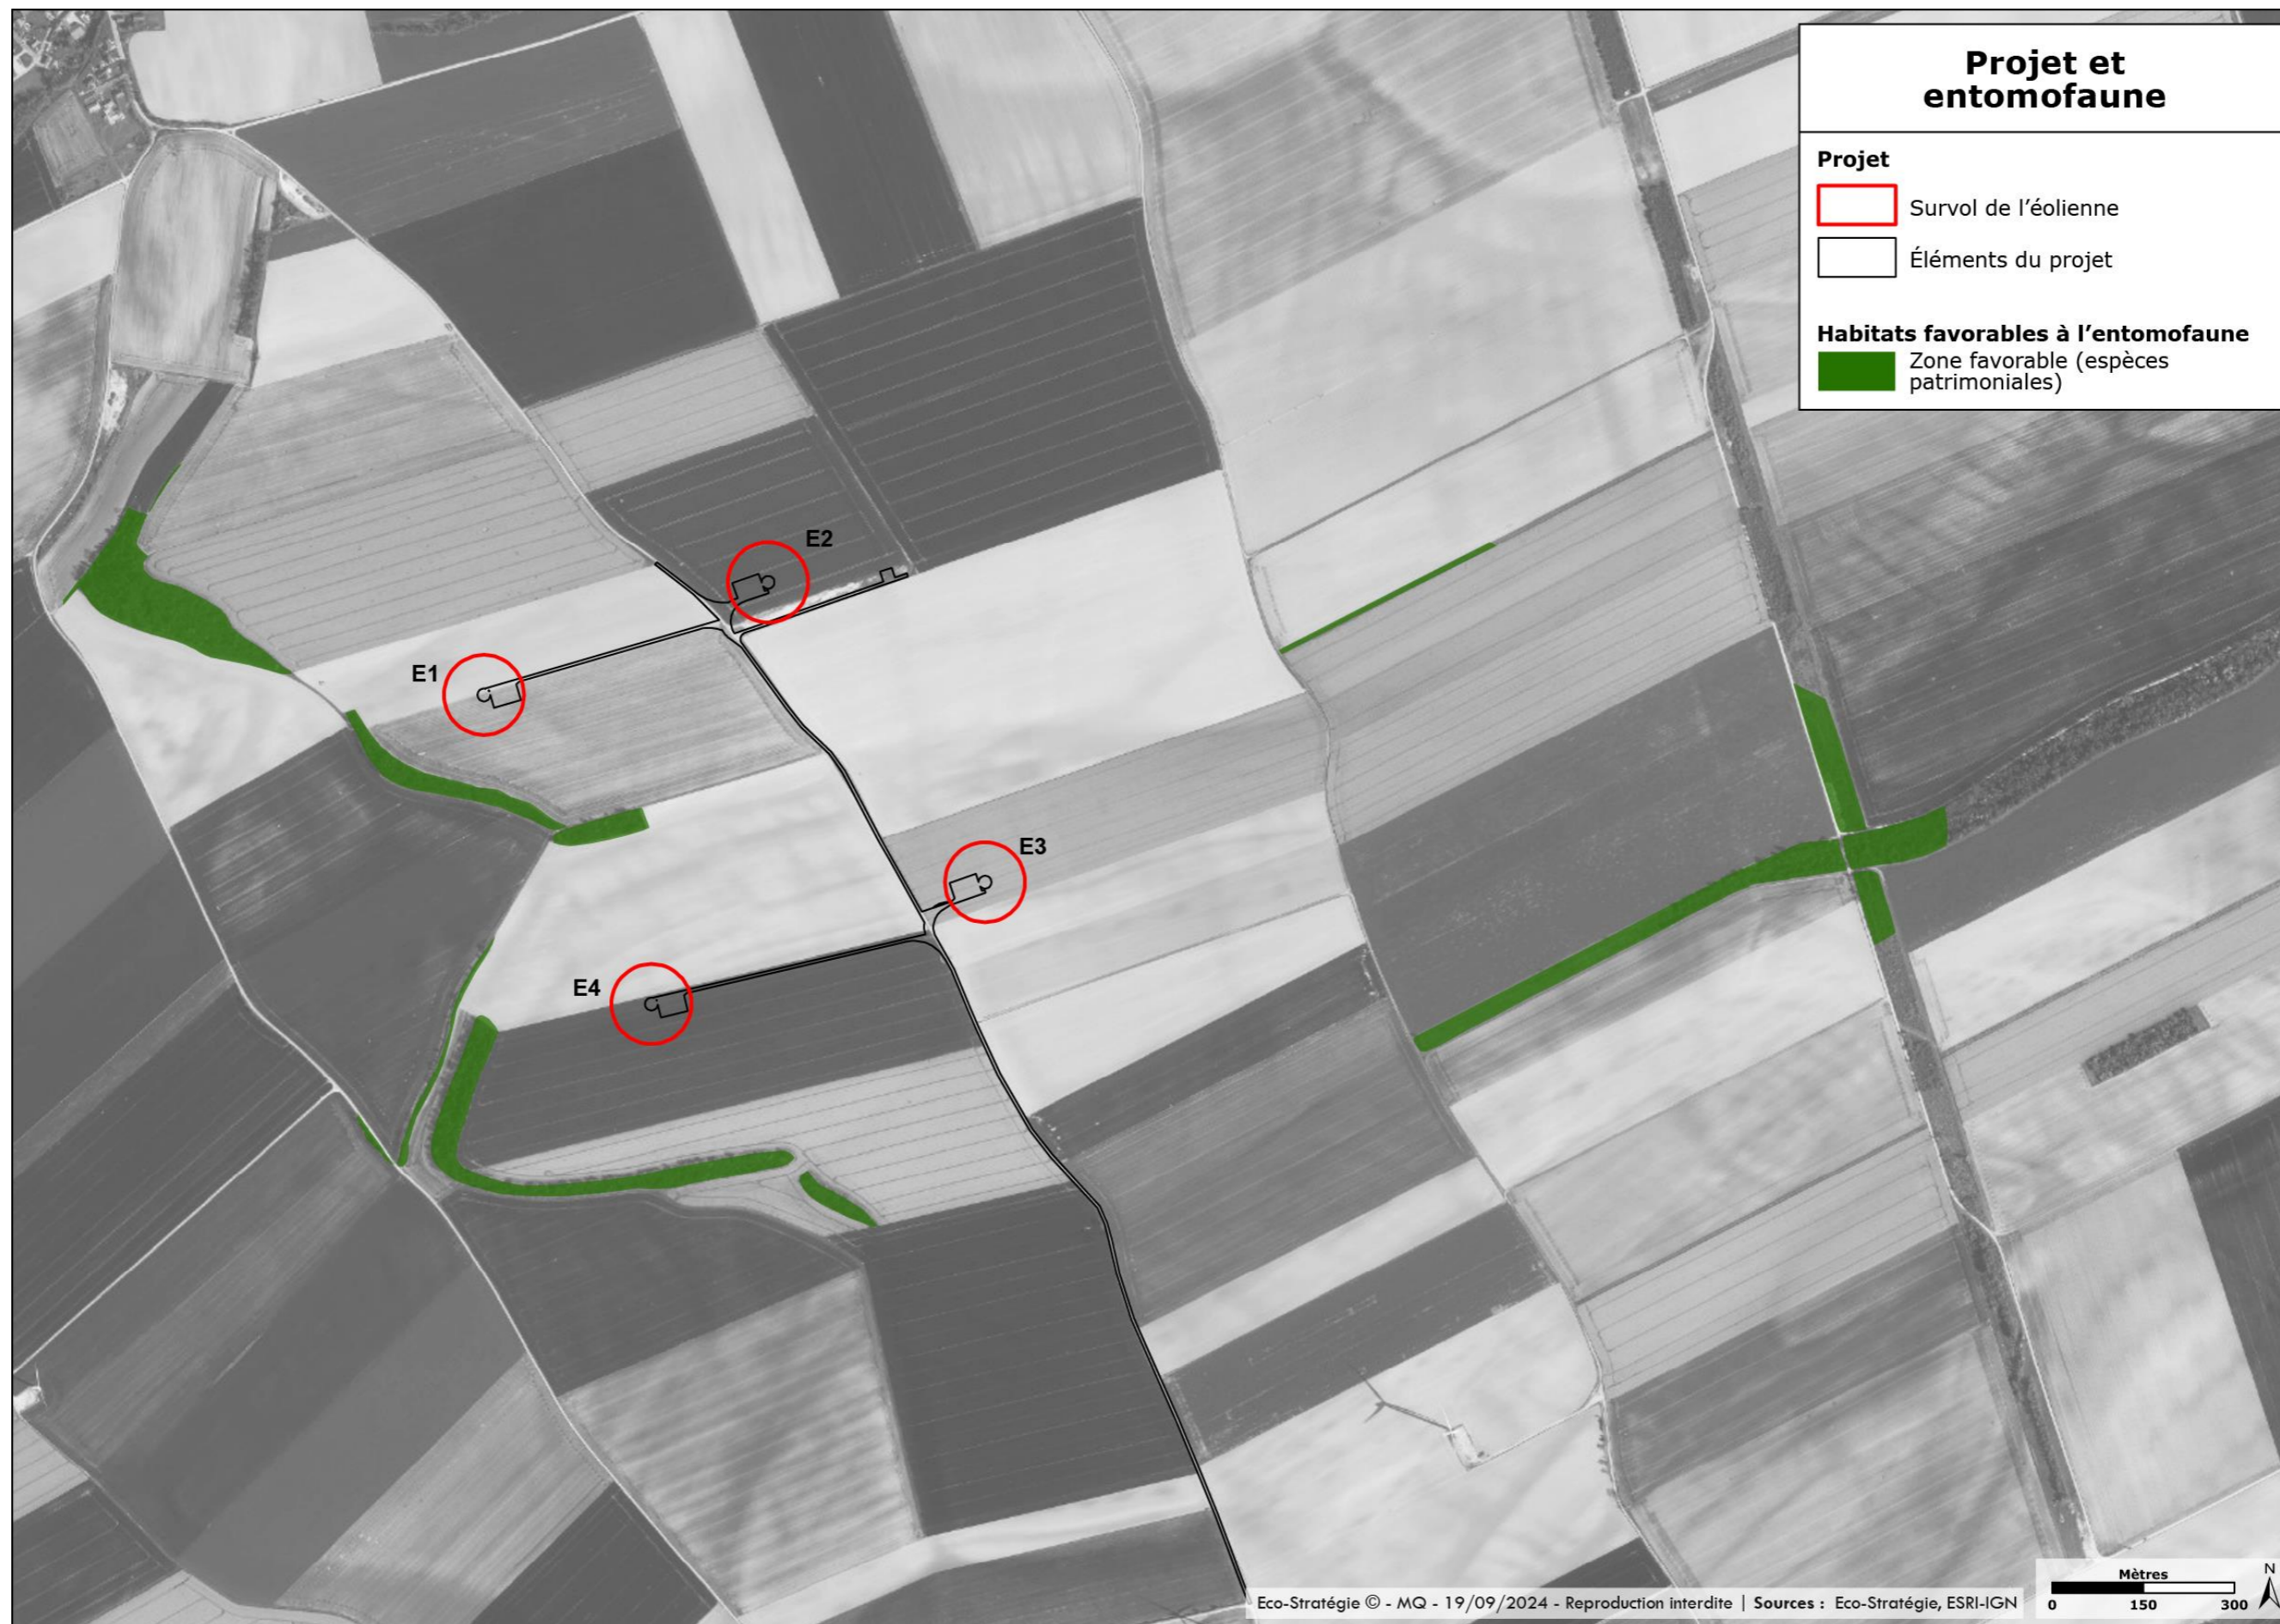 Projet et
entomofaune
Projet
Survol de l’éolienne
Éléments du projet
Habitats favorables à l’entomofaune
Zone favorable (espèces
patrimoniales)
E2
E1
E3
E4
Mètres
0 150 300
N
Eco-Stratégie © - MQ - 19/09/2024 - Reproduction interdite | Sources : Eco-Stratégie, ESRI-IGN